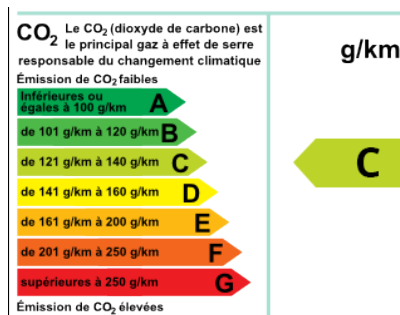 CO2 Le CO2 (dioxyde de carbone) est
le principal gaz à effet de serre
responsable du changement climatique
Émission de CO2 faibles
Inférieures ou
égales à 100 g/km A
de 101 g/km à 120 g/km B
de 121 g/km à 140 g/km C
de 141 g/km à 160 g/km D
de 161 g/km à 200 g/km E
de 201 g/km à 250 g/km F
supérieures à 250 g/km G
Émission de CO2 élevées
g/km
C